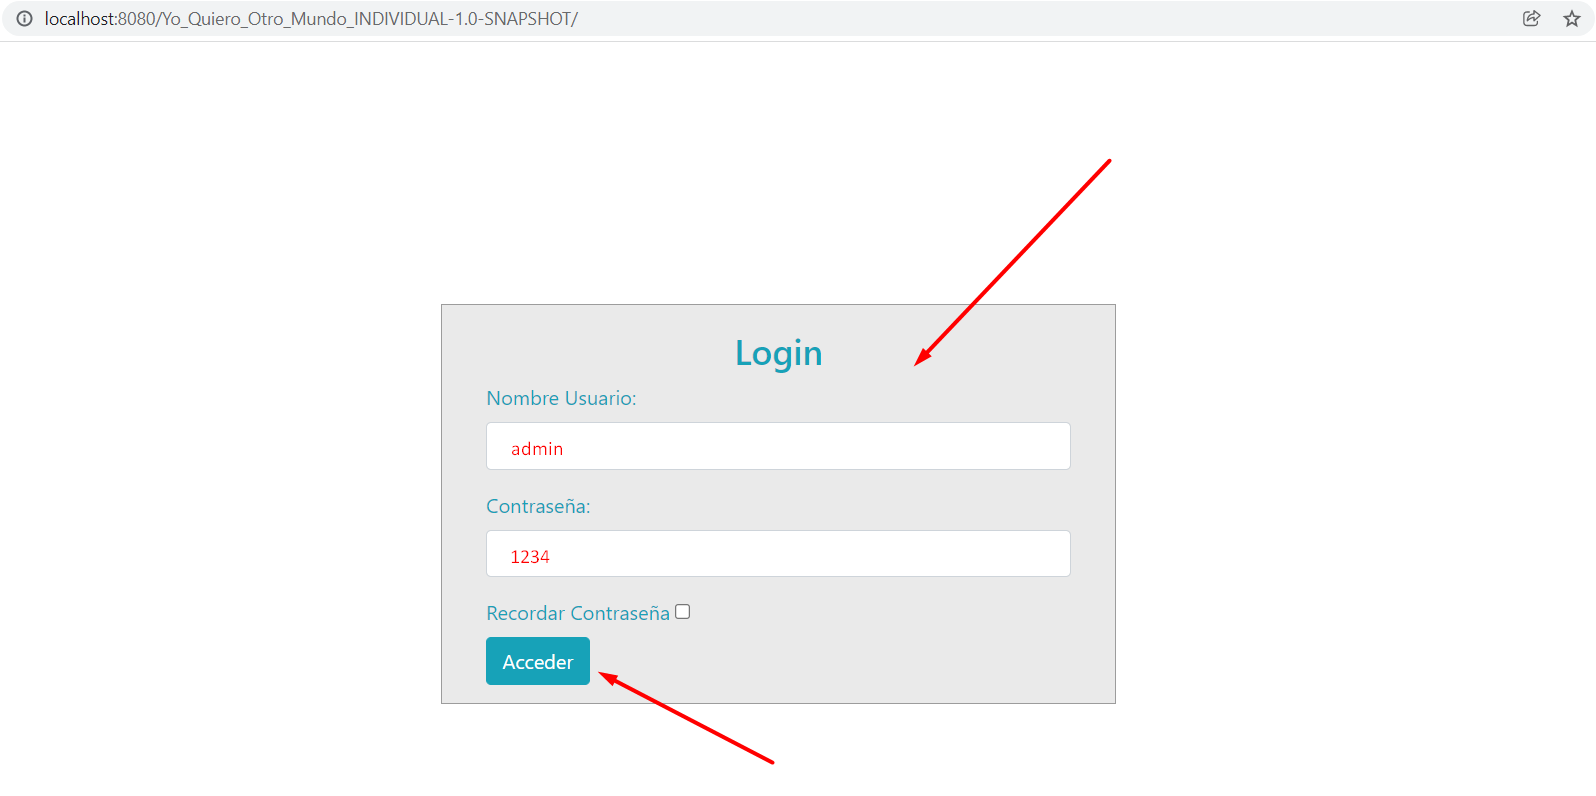 localhost:8080/Yo_Quiero_Otro_Mundo_INDIVIDUAL-1.0-SNAPSHOT/
Login
Nombre Usuario:
admin
Contraseña:
1234
Recordar Contraseña
Acceder